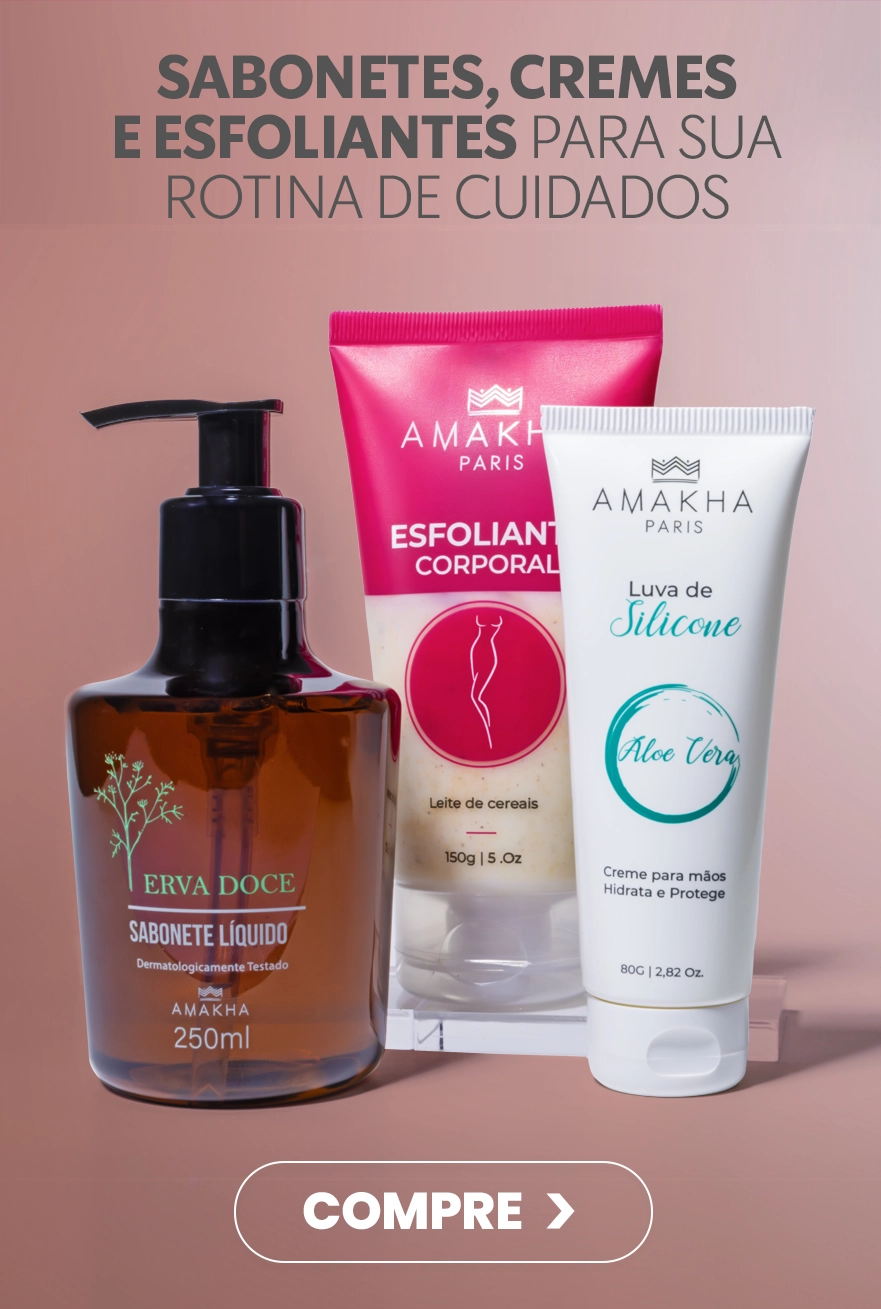 SABONETES, CREMES
E ESFOLIANTES PARA SUA
ROTINA DE CUIDADOS
AMAKH
PARIS
ESFOLIANT
CORPORAL
Leite de cereais
150g | 5 .Oz
AMAKHA
PARIS
Luva de
Silicone
Aloe Vera
Creme para mãos
Hidrata e Protege
80G | 2,82 Oz.
ERVA DOCE
SABONETE LÍQUIDO
Dermatologicamente Testado
AMAKHA
250ml
COMPRE